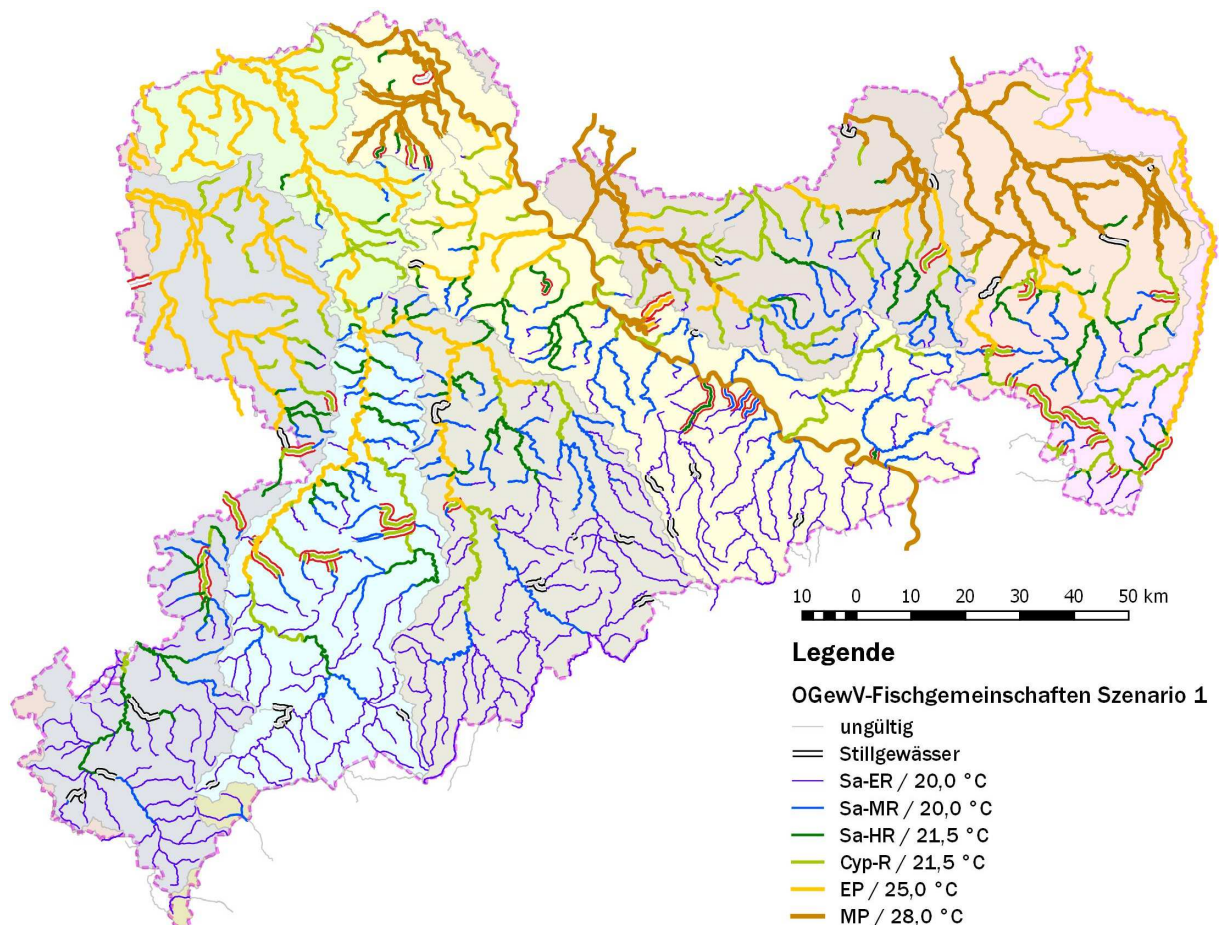 10 0 10 20 30 40 50 km
Legende
OGewV-Fischgemeinschaften Szenario 1
ungültig
Stillgewässer
Sa-ER / 20,0 °C
Sa-MR / 20,0 °C
Sa-HR / 21,5 °C
Cyp-R / 21,5 °C
EP / 25,0 °C
MP / 28,0 °C